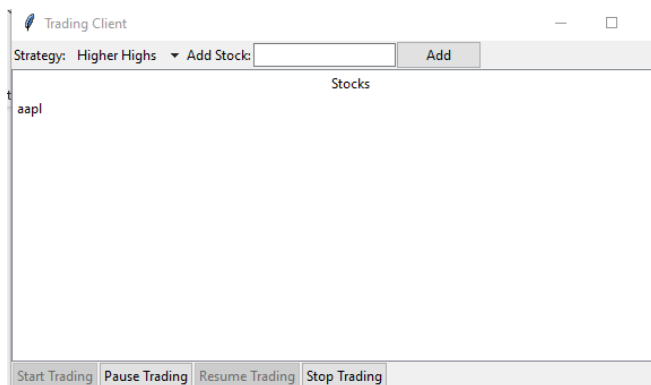 Trading Client
Strategy: Higher Highs Add Stock: Add
Stocks
aapl
Start Trading Pause Trading Resume Trading Stop Trading